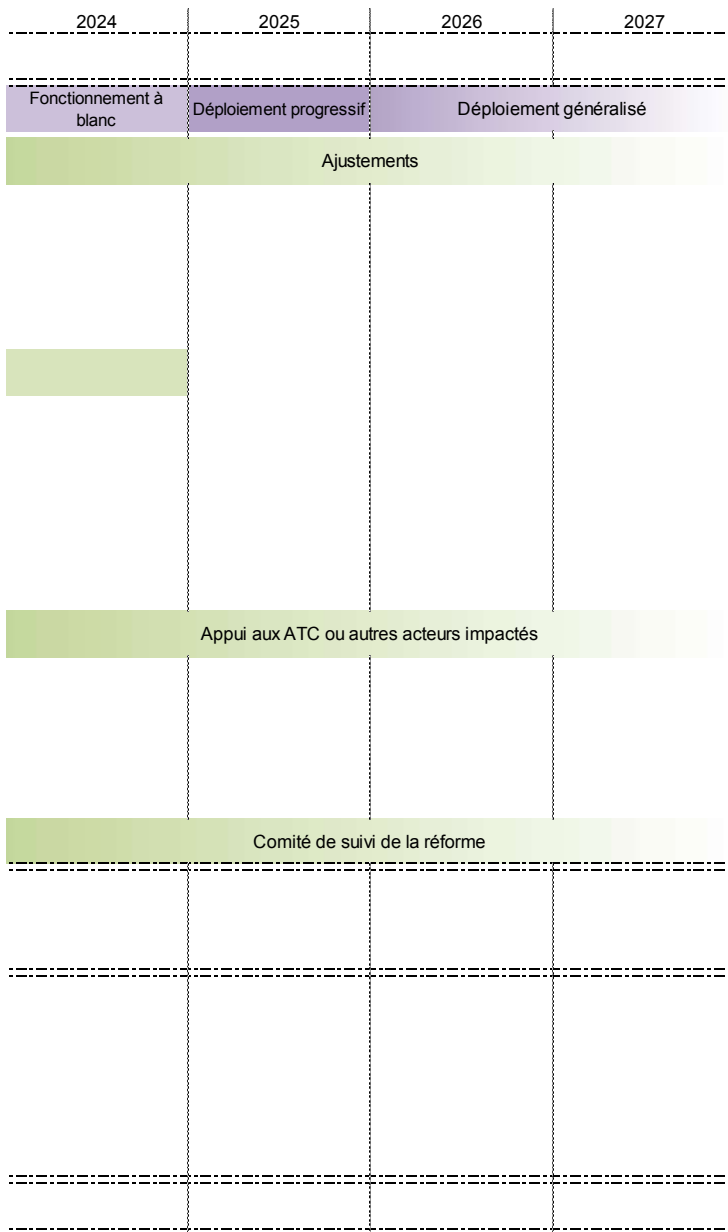 2024 2025 2026 2027
Fonctionnement à
blanc
Déploiement progressif
Déploiement généralisé
Ajustements
Appui aux ATC ou autres acteurs impactés
Comité de suivi de la réforme